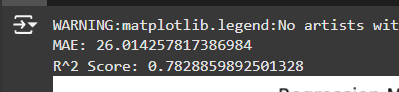 WARNING:matplotlib.legend:No artists wit
MAE: 26.014257817386984
R^2 Score: 0.7828859892501328